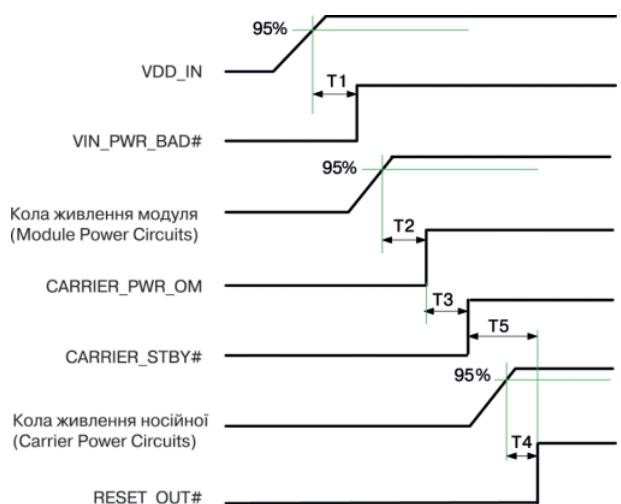 95%
VDD_IN
T1
VIN_PWR_BAD#
95%
Кола живлення модуля
(Module Power Circuits)
T2
CARRIER_PWR_OM
T3
T5
CARRIER_STBY#
95%
Кола живлення носійної
(Carrier Power Circuits)
T4
RESET_OUT#